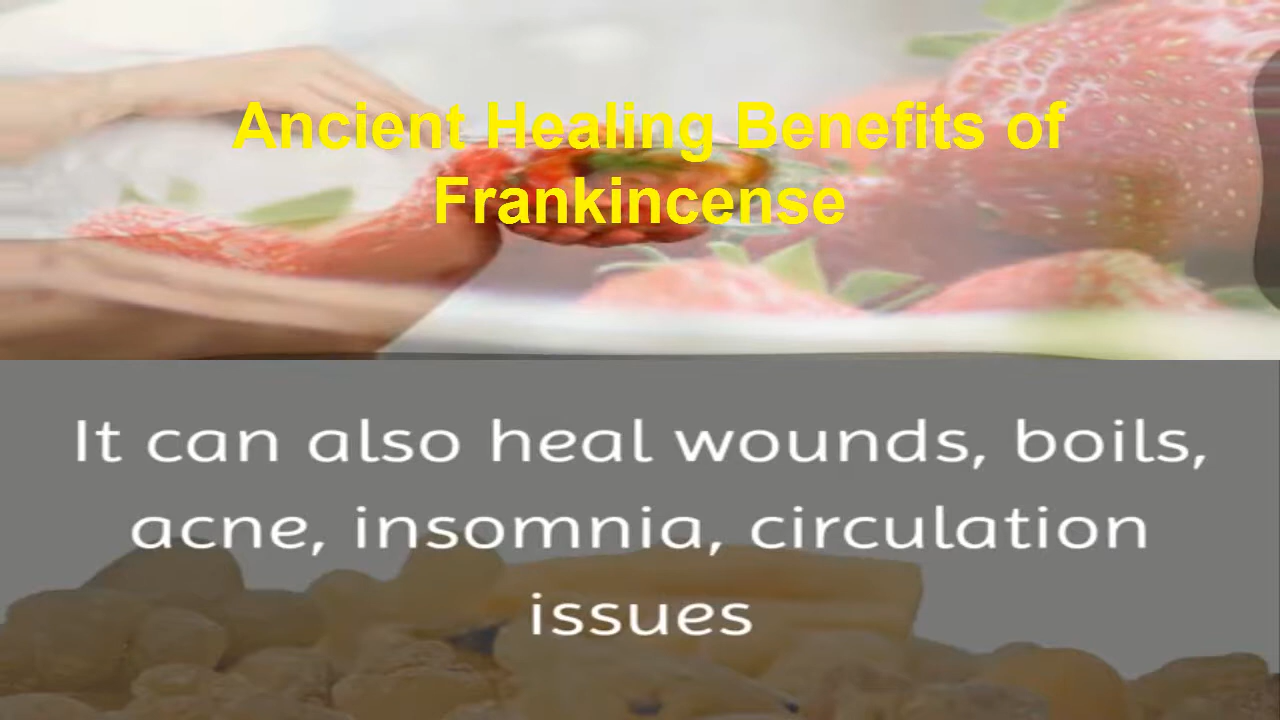 Ancient Healing Benefits of
Frankincense
It can also heal wounds, boils,
acne, insomnia, circulation
issues